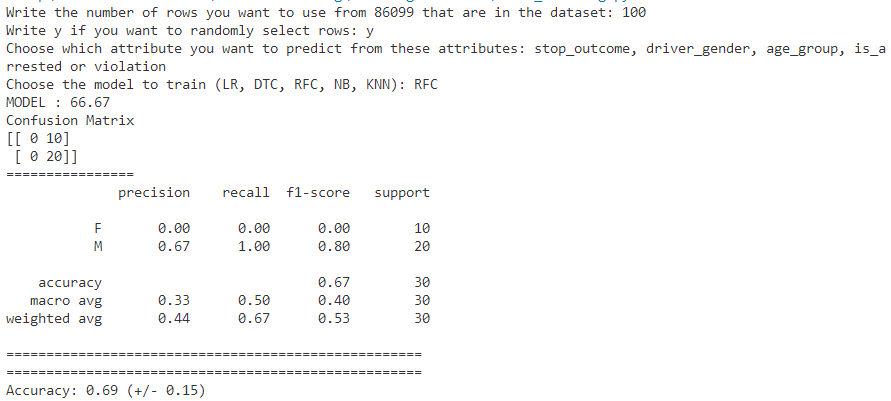 Write the number of rows you want to use from 86099 that are in the dataset: 100
Write y if you want to randomly select rows: y
Choose which attribute you want to predict from these attributes: stop_outcome, driver_gender, age_group, is_a
rrested or violation
Choose the model to train (LR, DTC, RFC, NB, KNN): RFC
MODEL : 66.67
Confusion Matrix
[[ 0 10]
 [ 0 20]]
================
              precision    recall  f1-score   support

           F       0.00      0.00      0.00        10
           M       0.67      1.00      0.80        20

    accuracy                           0.67        30
   macro avg       0.33      0.50      0.40        30
weighted avg       0.44      0.67      0.53        30

====================================================
====================================================
Accuracy: 0.69 (+/- 0.15)